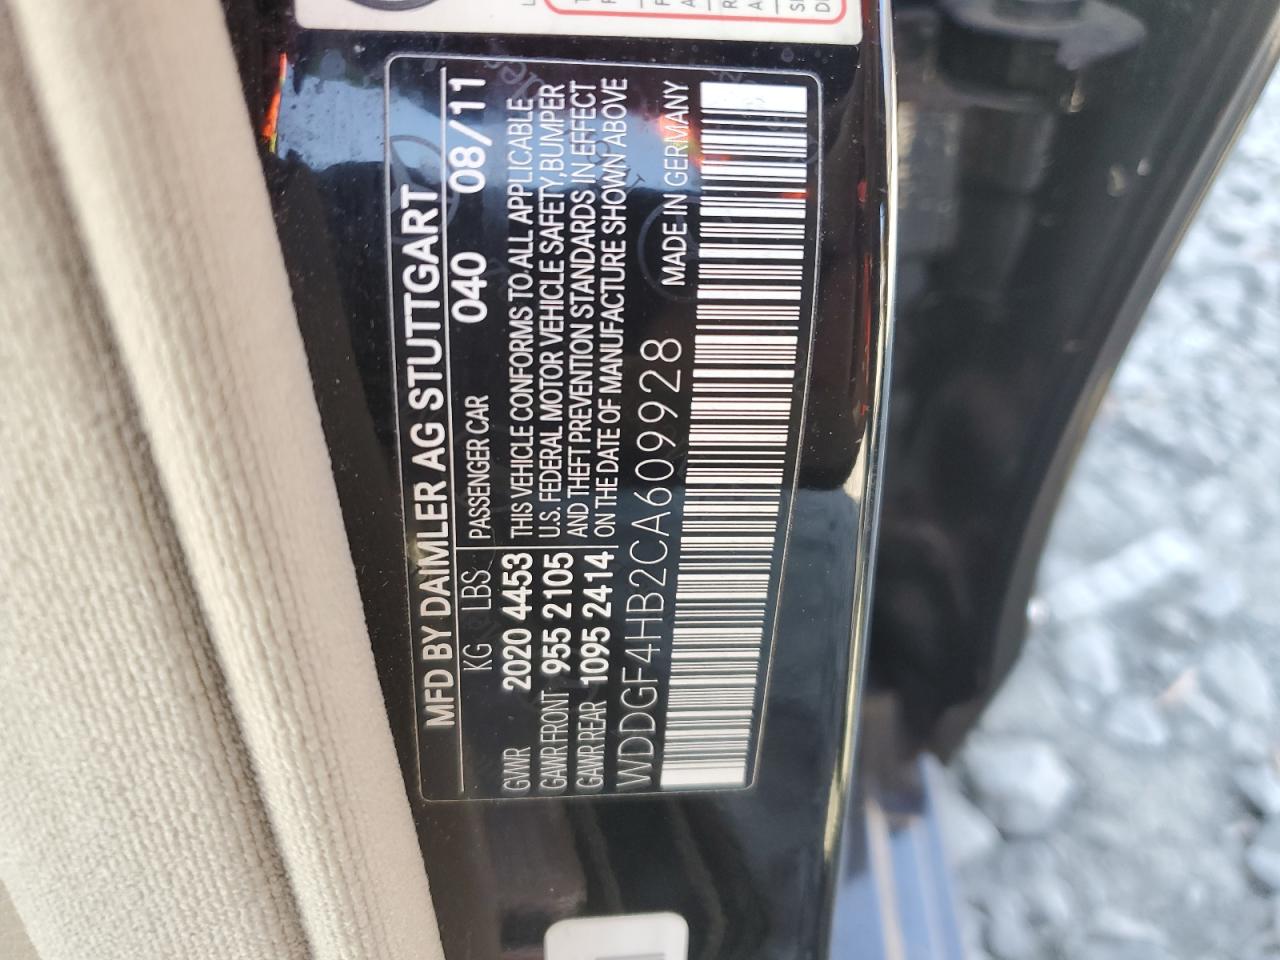 MFD BY DAIMLER AG STUTTGART
KG LBS PASSENGER CAR 040 08/11
GVWR 2020 4453 THIS VEHICLE CONFORMS TO ALL APPLICABLE
GAWR FRONT 955 2105 U.S. FEDERAL MOTOR VEHICLE SAFETY, BUMPER
GAWR REAR 1095 2414 AND THEFT PREVENTION STANDARDS IN EFFECT
ON THE DATE OF MANUFACTURE SHOWN ABOVE
WDDGF4HB2CA609928 MADE IN GERMANY